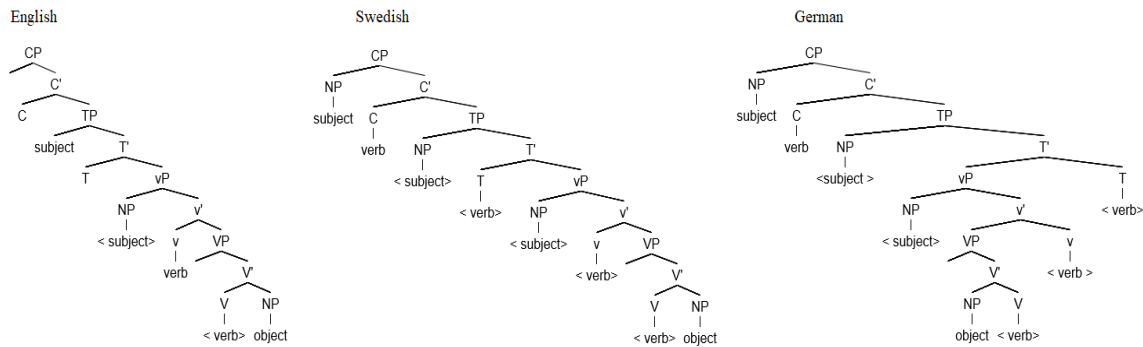 English Swedish German
CP CP CP
NP NP
C' C' C'
subject subject
C TP C TP C TP
verb verb
subject T' NP T' NP T'
< subject> <subject >
T vP T vP vP T
< verb> < verb>
NP v' NP v' NP v'
< subject> < subject> < subject>
v VP v VP VP v
verb < verb> < verb >
V' V' V'
V NP V NP NP V
< verb> object < verb> object object < verb>